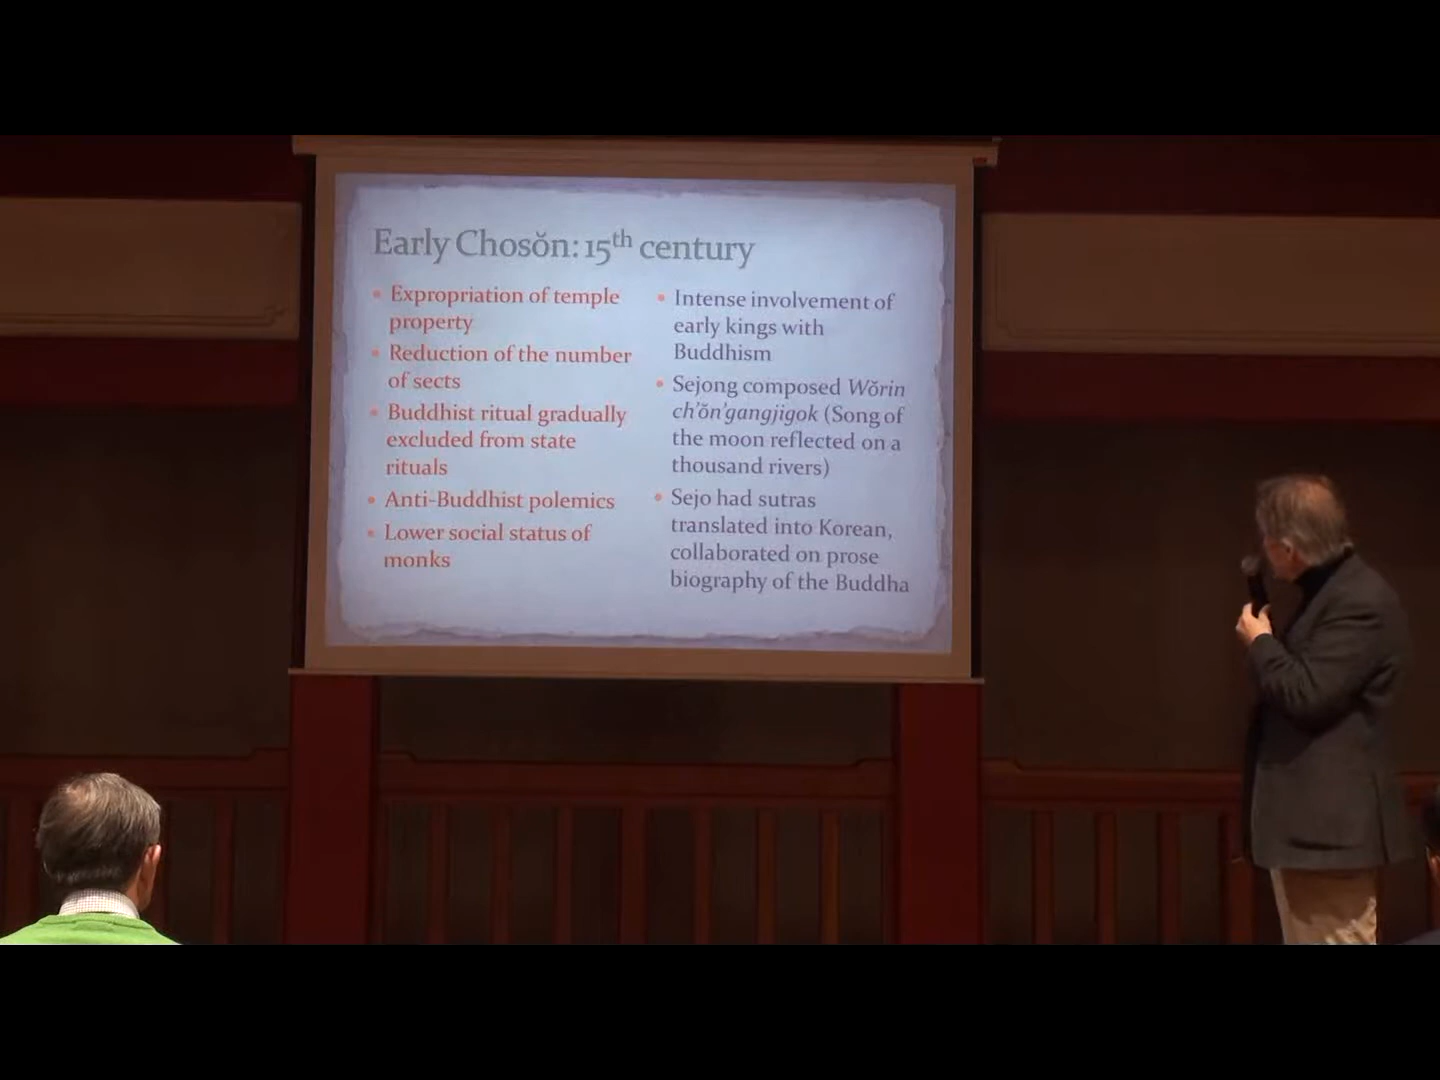 Early Chosŏn: 15th century
• Expropriation of temple
property
• Reduction of the number
of sects
• Buddhist ritual gradually
excluded from state
rituals
• Anti-Buddhist polemics
• Lower social status of
monks
• Intense involvement of
early kings with
Buddhism
• Sejong composed Wŏrin
ch'ŏn'gangjigok (Song of
the moon reflected on a
thousand rivers)
• Sejo had sutras
translated into Korean,
collaborated on prose
biography of the Buddha